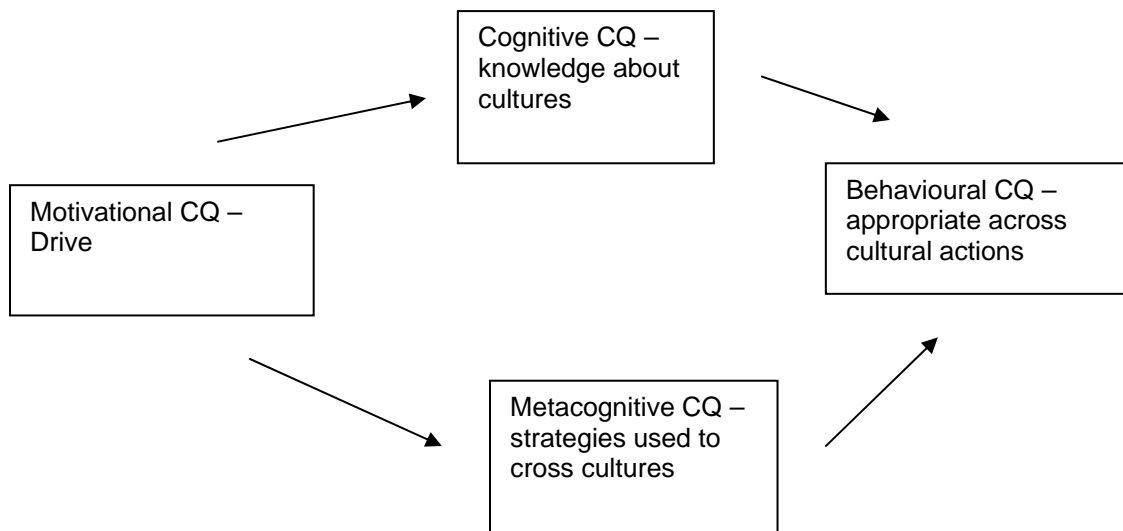 Cognitive CQ –
knowledge about
cultures
Motivational CQ –
Drive
Behavioural CQ –
appropriate across
cultural actions
Metacognitive CQ –
strategies used to
cross cultures